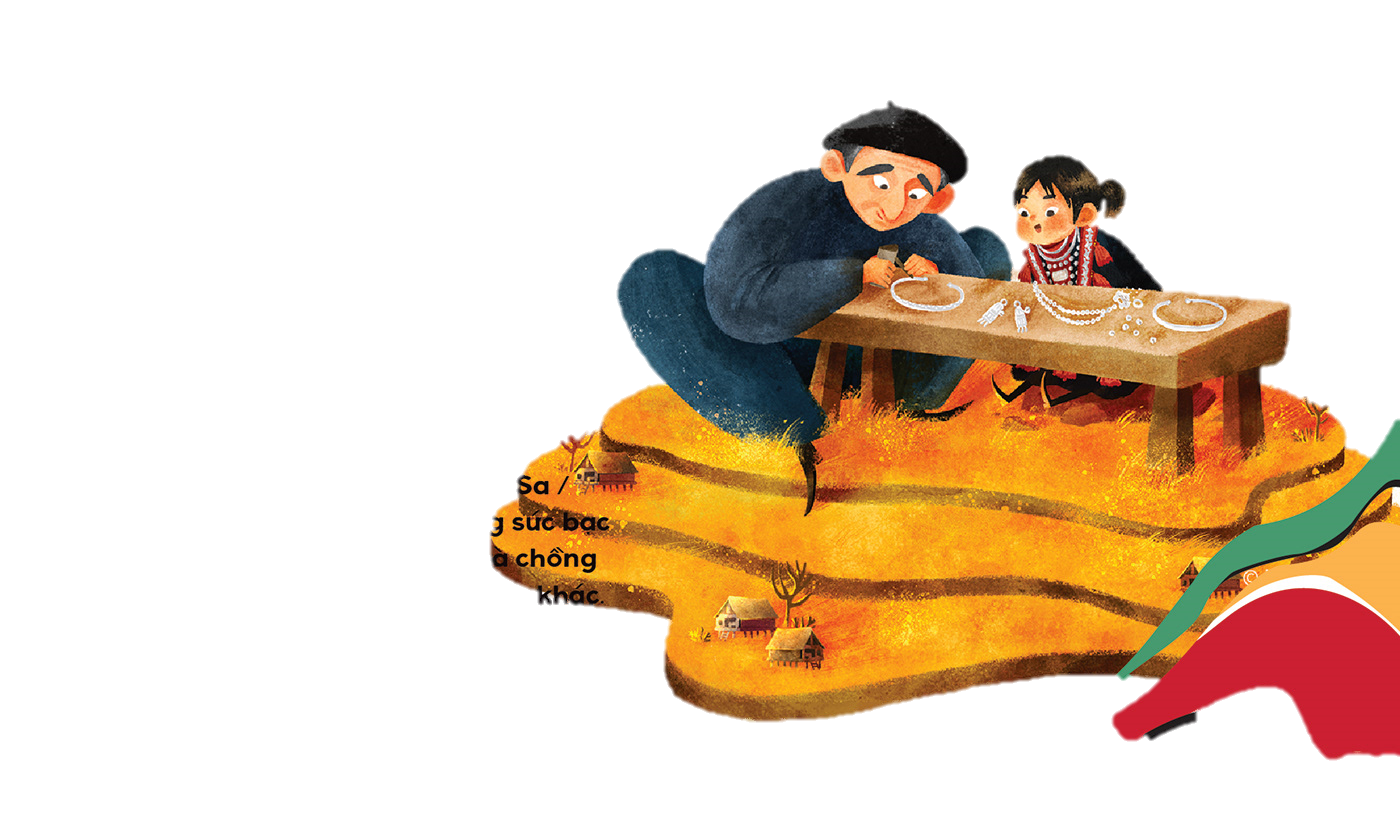 Sa /
g sức bạc
à chồng
khác.
©